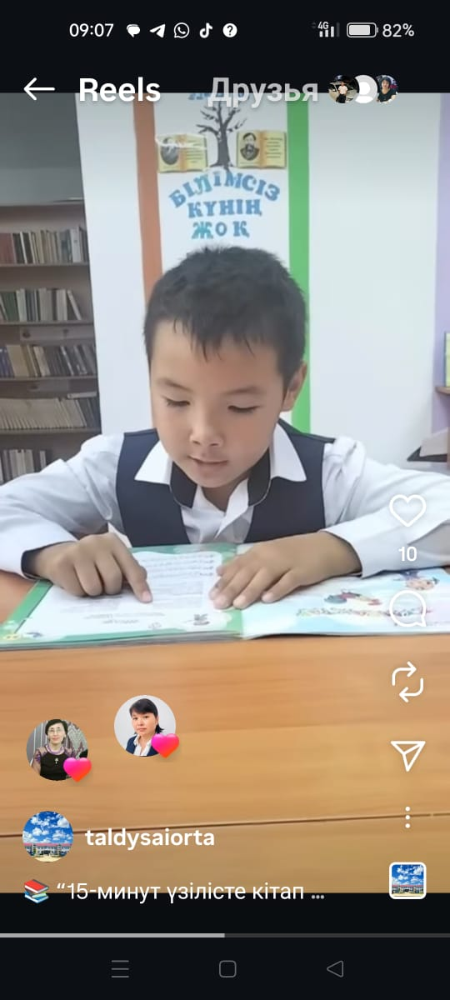 09:07
4G
82%
Reels
Друзья
БІЛІМСІЗ
КҮНІҢ
ЖОҚ
10
taldysaiorta
📚 “15-минут үзілісте кітап ...